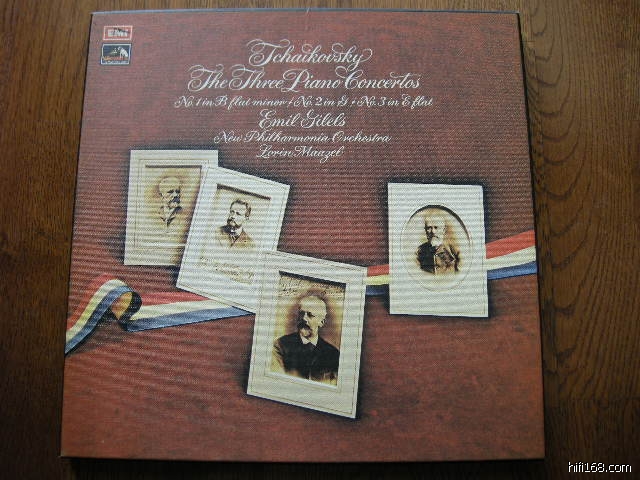 EMI
Tchaikovsky
The Three Piano Concertos
No.1 in B flat minor / No.2 in G / No.3 in E flat
Emil Gilels
New Philharmonia Orchestra
Lorin Maazel
hifi168.com